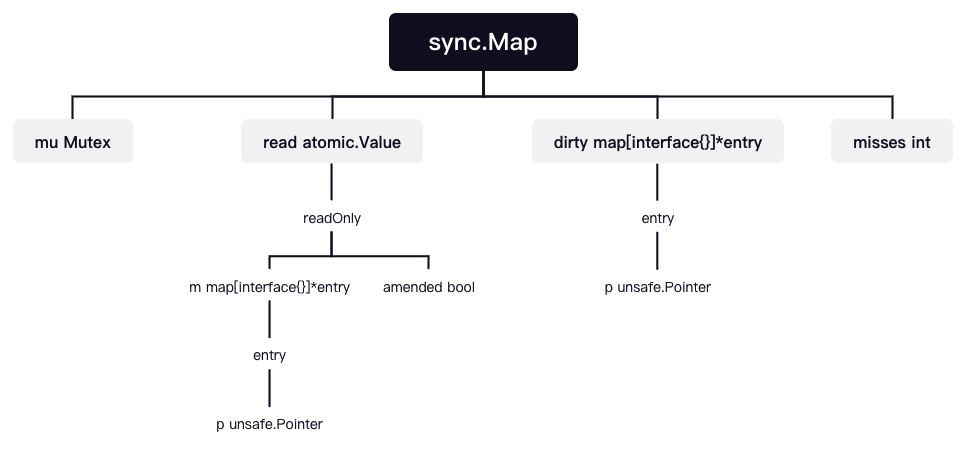 sync.Map
mu Mutex
read atomic.Value
dirty map[interface{}]*entry
misses int
readOnly
entry
m map[interface{}]*entry
amended bool
p unsafe.Pointer
entry
p unsafe.Pointer